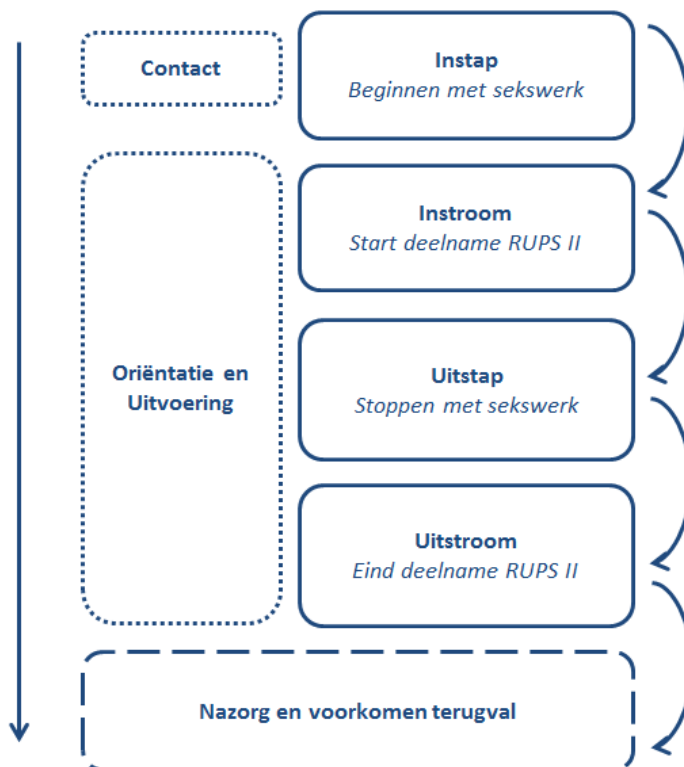 Contact
Instap
Beginnen met sekswerk
Instroom
Start deelname RUPS II
Oriëntatie en
Uitvoering
Uitstap
Stoppen met sekswerk
Uitstroom
Eind deelname RUPS II
Nazorg en voorkomen terugval